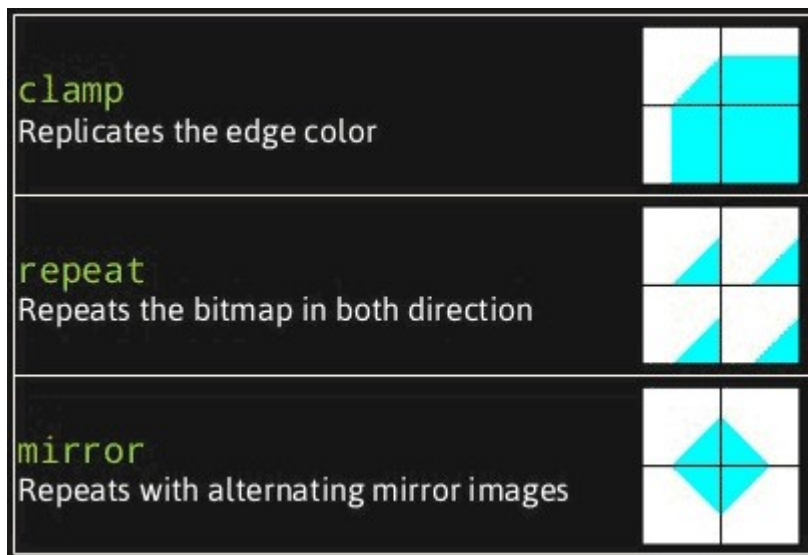 clamp
Replicates the edge color
repeat
Repeats the bitmap in both direction
mirror
Repeats with alternating mirror images